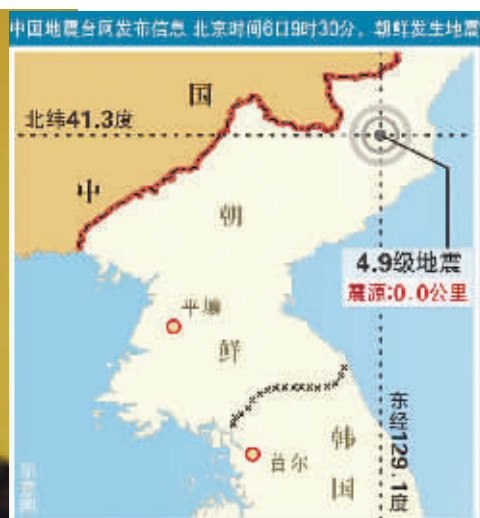 中国地震台网发布信息 北京时间6日9时30分，朝鲜发生地震
国
北纬41.3度
中
朝
4.9级地震
震源:0.0公里
平壤
鲜
东经129.1度
韩
首尔
国
示意图